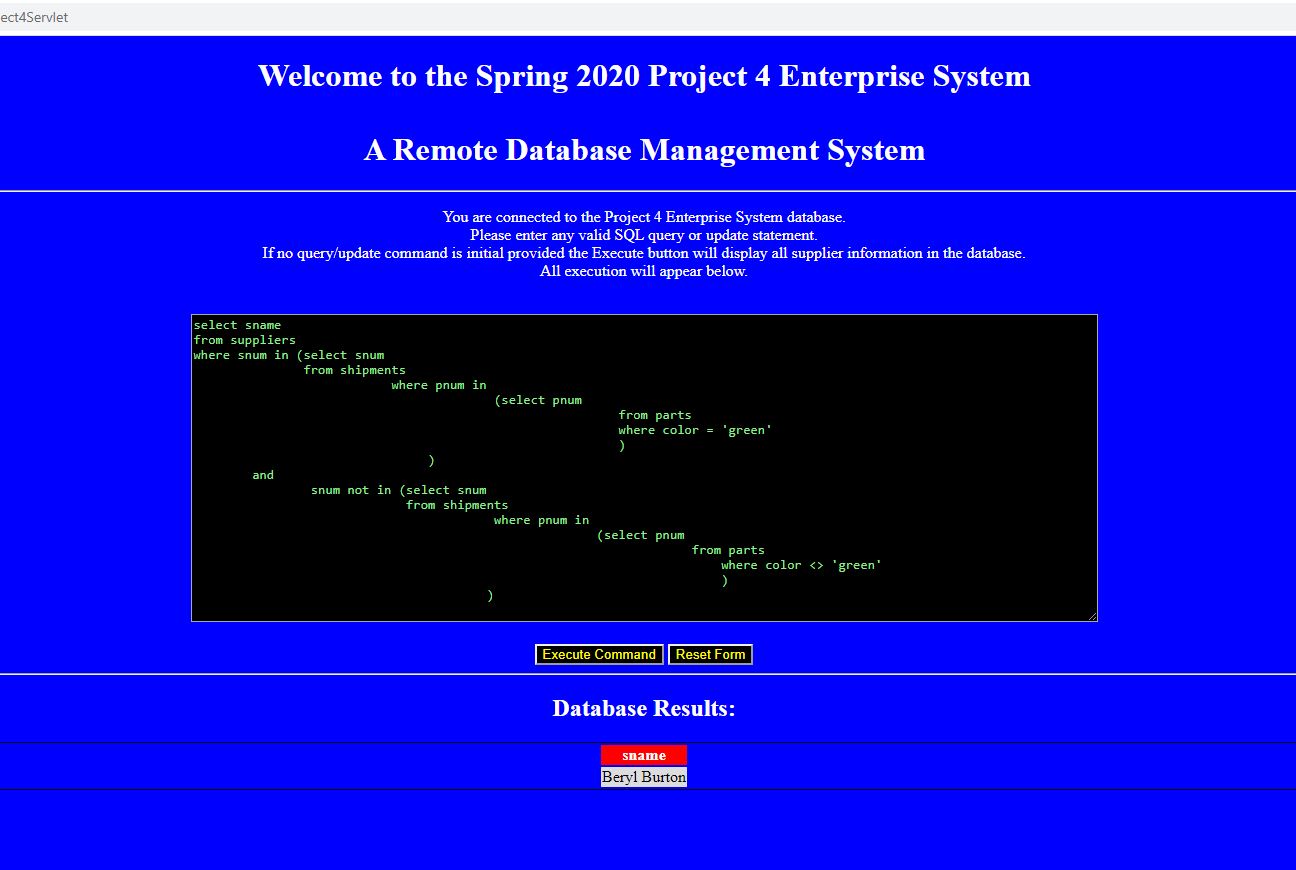 ect4Servlet
Welcome to the Spring 2020 Project 4 Enterprise System
A Remote Database Management System
You are connected to the Project 4 Enterprise System database.
Please enter any valid SQL query or update statement.
If no query/update command is initial provided the Execute button will display all supplier information in the database.
All execution will appear below.
select sname
from suppliers
where snum in (select snum
from shipments
where pnum in
(select pnum
from parts
where color = 'green'
)
)
and
snum not in (select snum
from shipments
where pnum in
(select pnum
from parts
where color <> 'green'
)
)
Execute Command Reset Form
Database Results:
sname
Beryl Burton